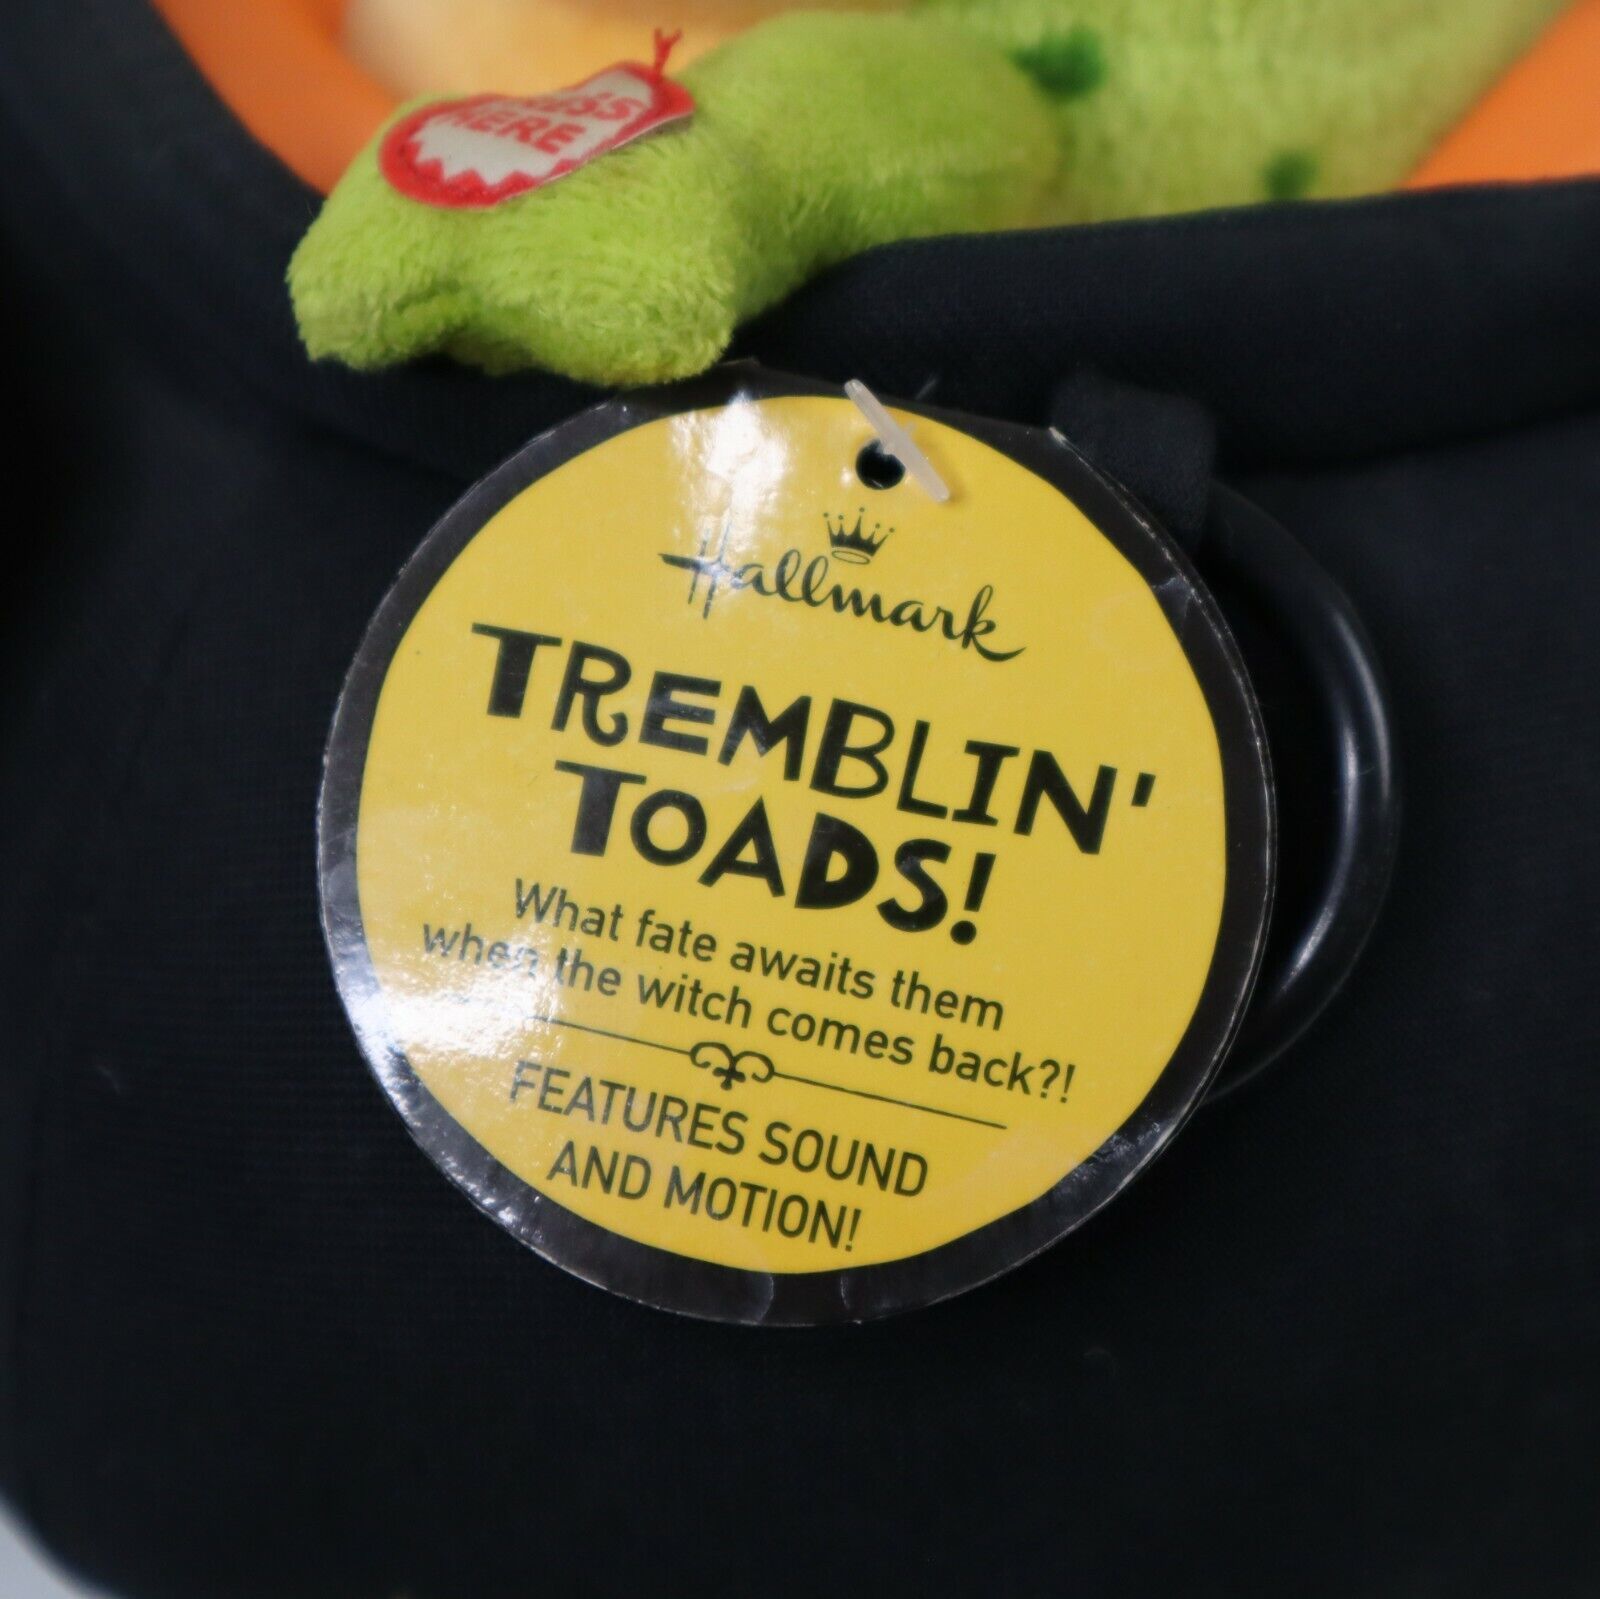 HERE
Hallmark
TREMBLIN'
TOADS!
What fate awaits them
when the witch comes back?!
FEATURES SOUND
AND MOTION!